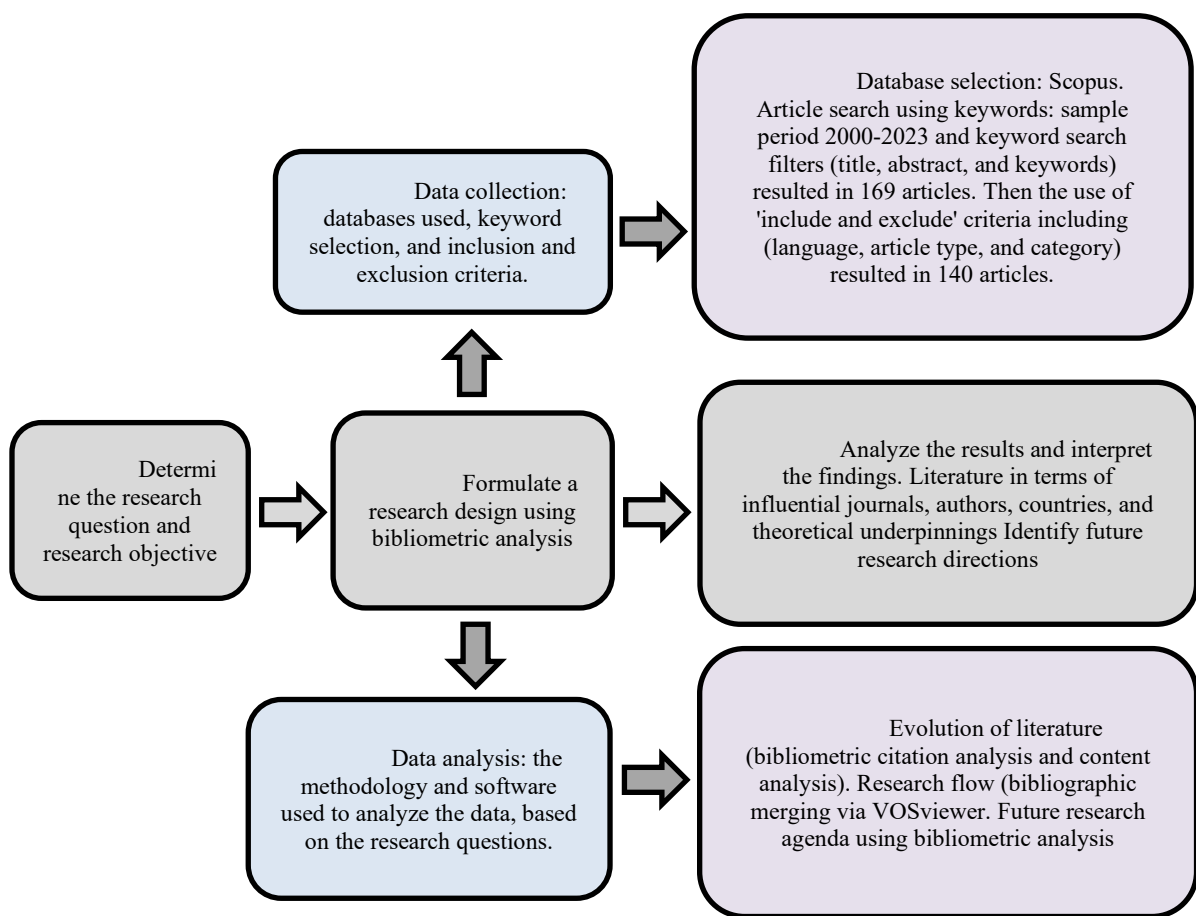 Database selection: Scopus.
Article search using keywords: sample
period 2000-2023 and keyword search
filters (title, abstract, and keywords)
resulted in 169 articles. Then the use of
'include and exclude' criteria including
(language, article type, and category)
resulted in 140 articles.
Data collection:
databases used, keyword
selection, and inclusion and
exclusion criteria.
Determi
ne the research
question and
research objective
Formulate a
research design using
bibliometric analysis
Analyze the results and interpret
the findings. Literature in terms of
influential journals, authors, countries, and
theoretical underpinnings Identify future
research directions
Data analysis: the
methodology and software
used to analyze the data, based
on the research questions.
Evolution of literature
(bibliometric citation analysis and content
analysis). Research flow (bibliographic
merging via VOSviewer. Future research
agenda using bibliometric analysis